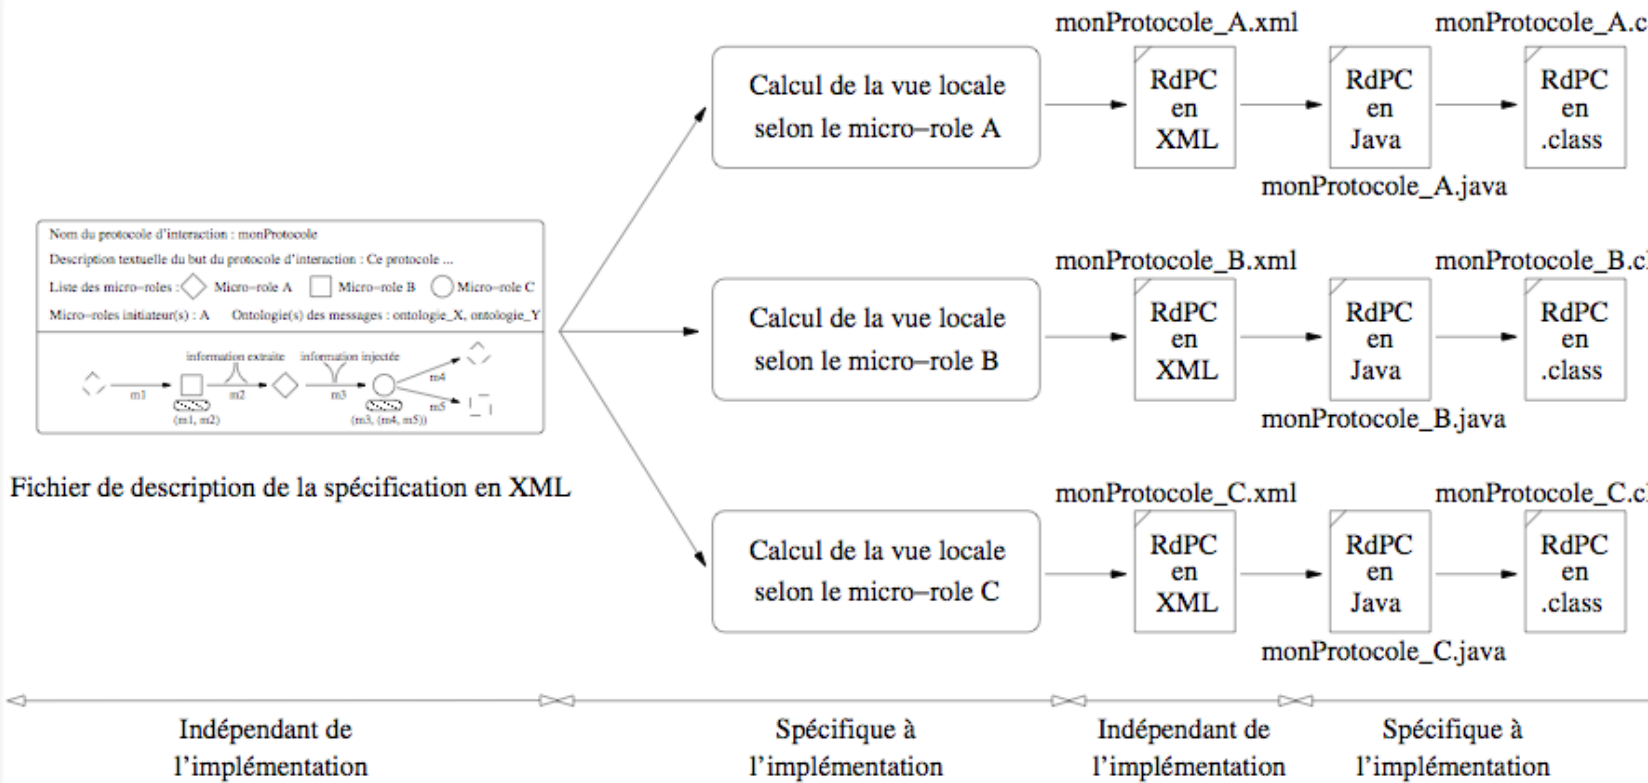 Nom du protocole d'interaction : monProtocole
Description textuelle du but du protocole d'interaction : Ce protocole ...
Liste des micro−roles : Micro−role A Micro−role B Micro−role C
Micro−roles initiateur(s) : A Ontologie(s) des messages : ontologie_X, ontologie_Y
information extraite information injectée
m1 m2 m3 m4 m5
(m1, m2) (m3, (m4, m5))
Fichier de description de la spécification en XML
Calcul de la vue locale
selon le micro−role A
monProtocole_A.xml
RdPC
en
XML
RdPC
en
Java
monProtocole_A.java
monProtocole_A.c
RdPC
en
.class
Calcul de la vue locale
selon le micro−role B
monProtocole_B.xml
RdPC
en
XML
RdPC
en
Java
monProtocole_B.java
monProtocole_B.cl
RdPC
en
.class
Calcul de la vue locale
selon le micro−role C
monProtocole_C.xml
RdPC
en
XML
RdPC
en
Java
monProtocole_C.java
monProtocole_C.cl
RdPC
en
.class
Indépendant de
l'implémentation
Spécifique à
l'implémentation
Indépendant de
l'implémentation
Spécifique à
l'implémentation